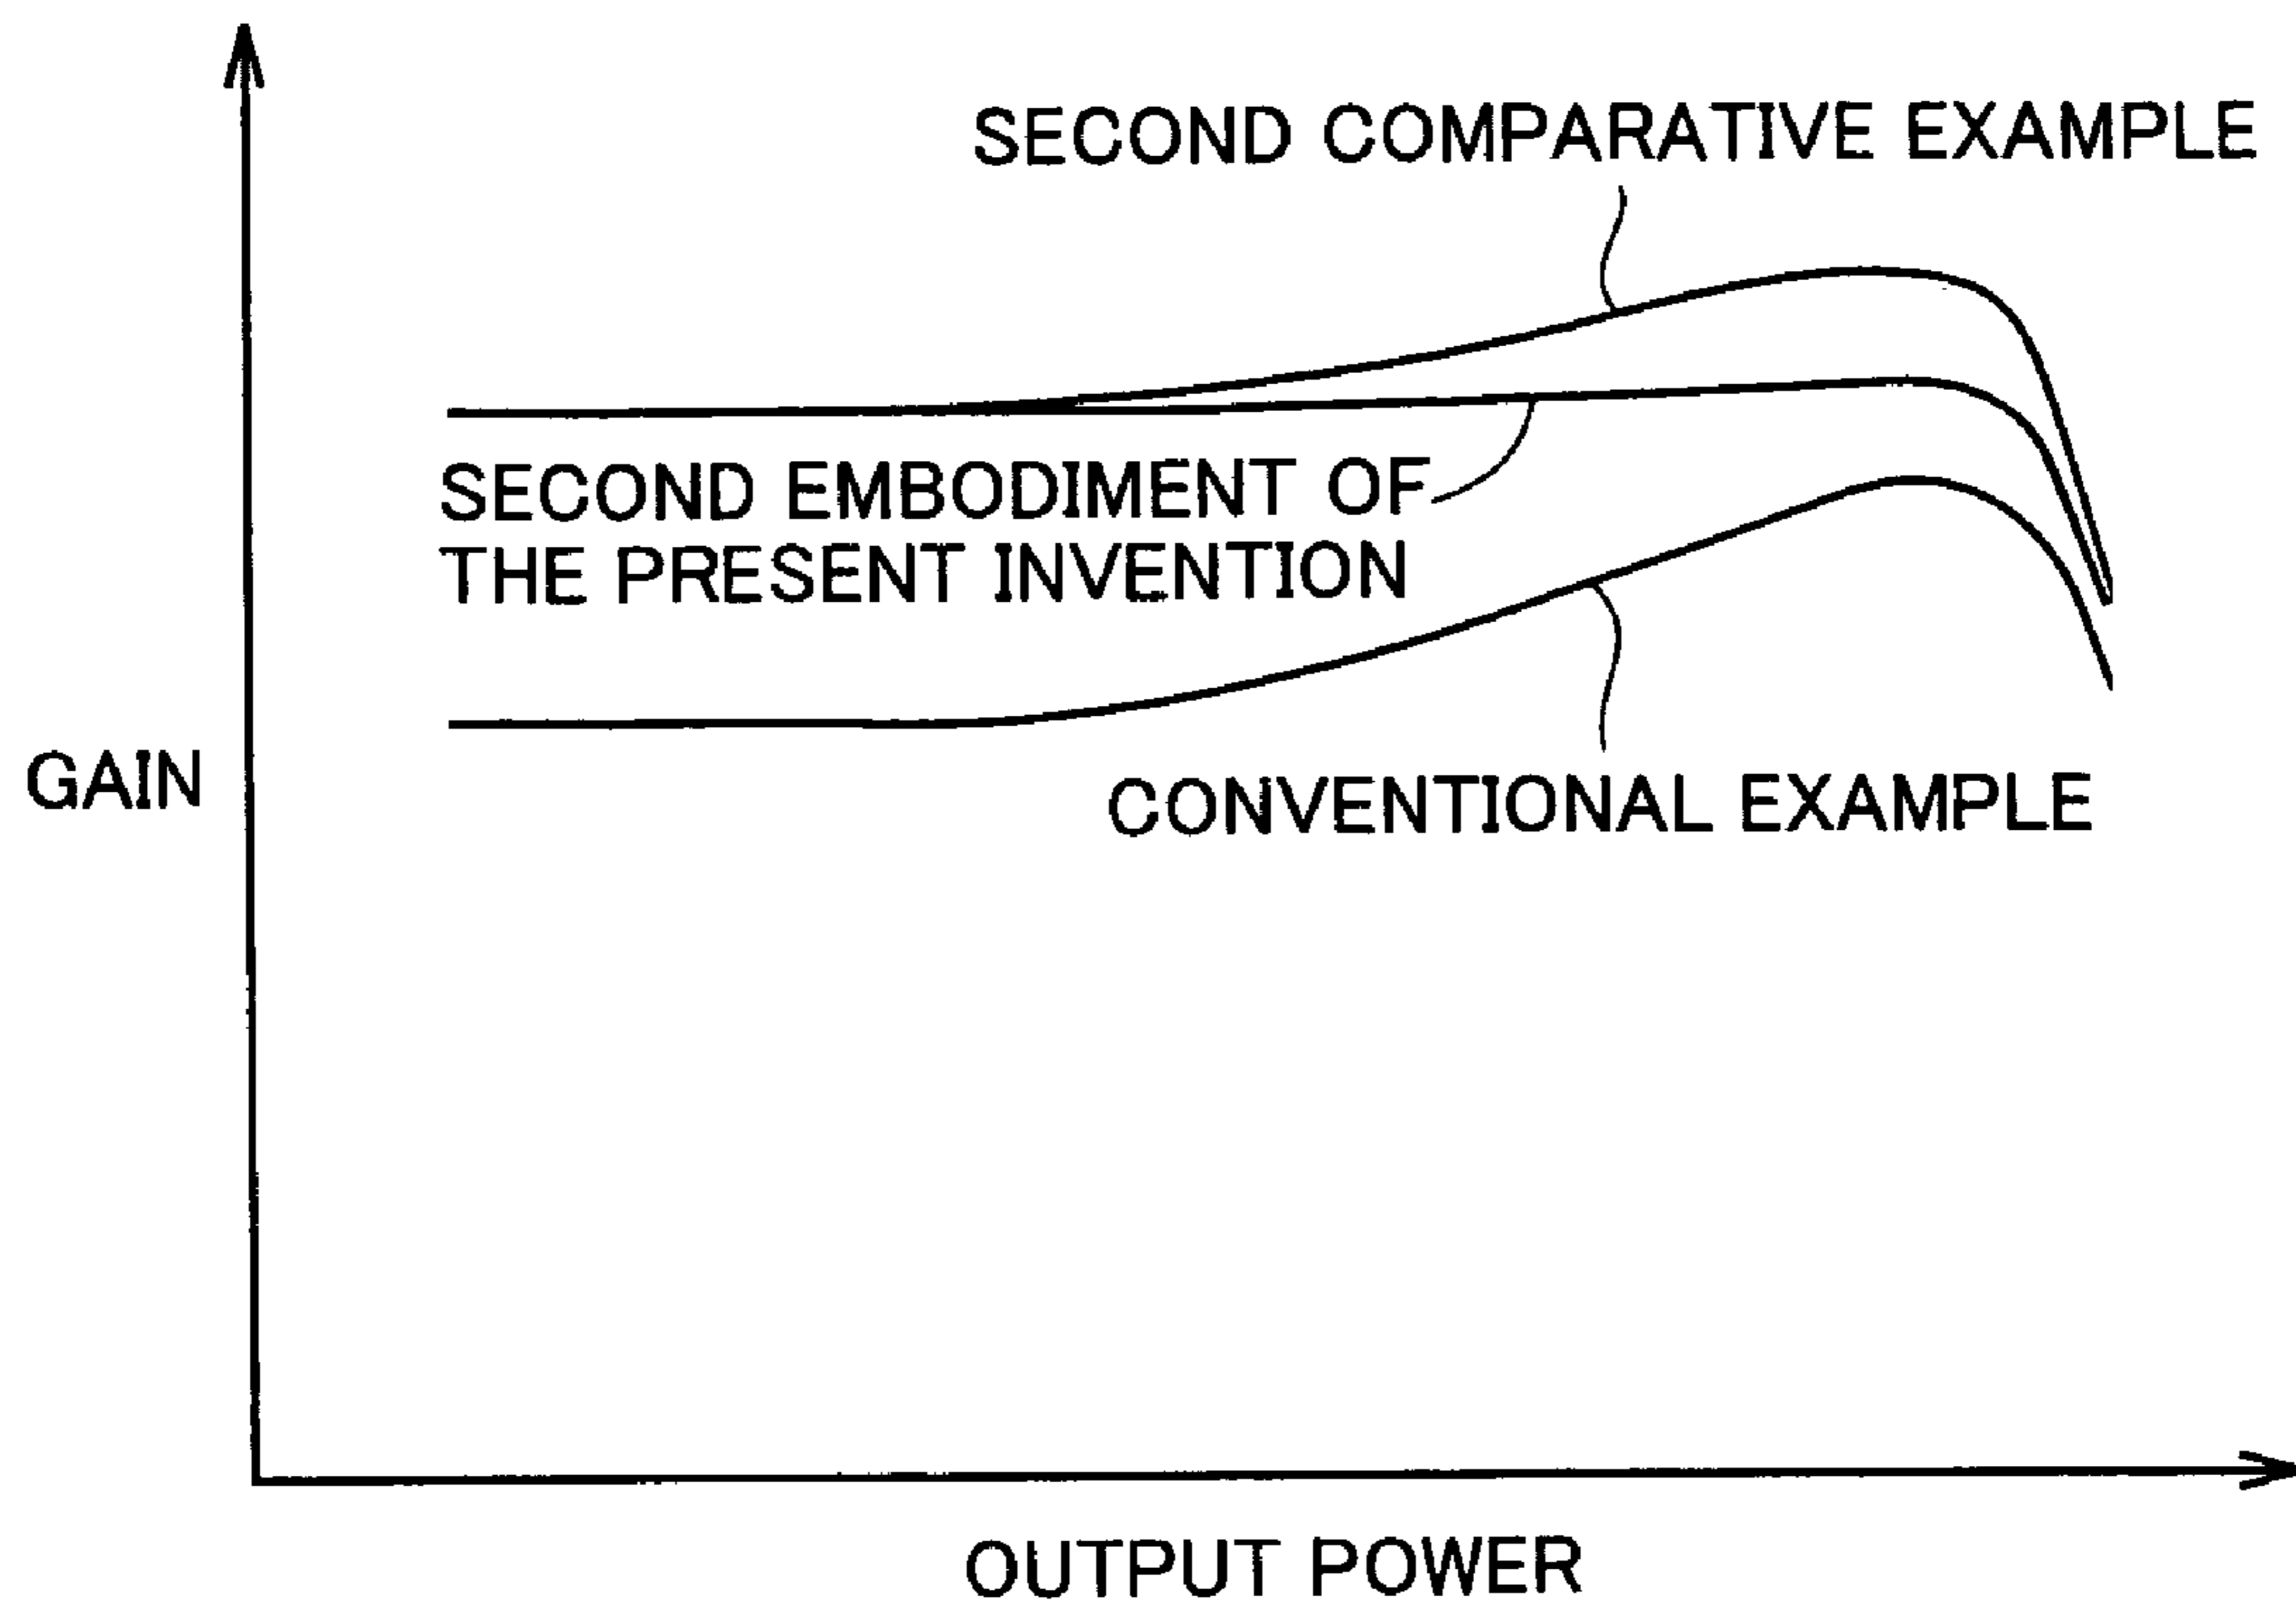 SECOND COMPARATIVE EXAMPLE
SECOND EMBODIMENT OF
THE PRESENT INVENTION
GAIN
CONVENTIONAL EXAMPLE
OUTPUT POWER